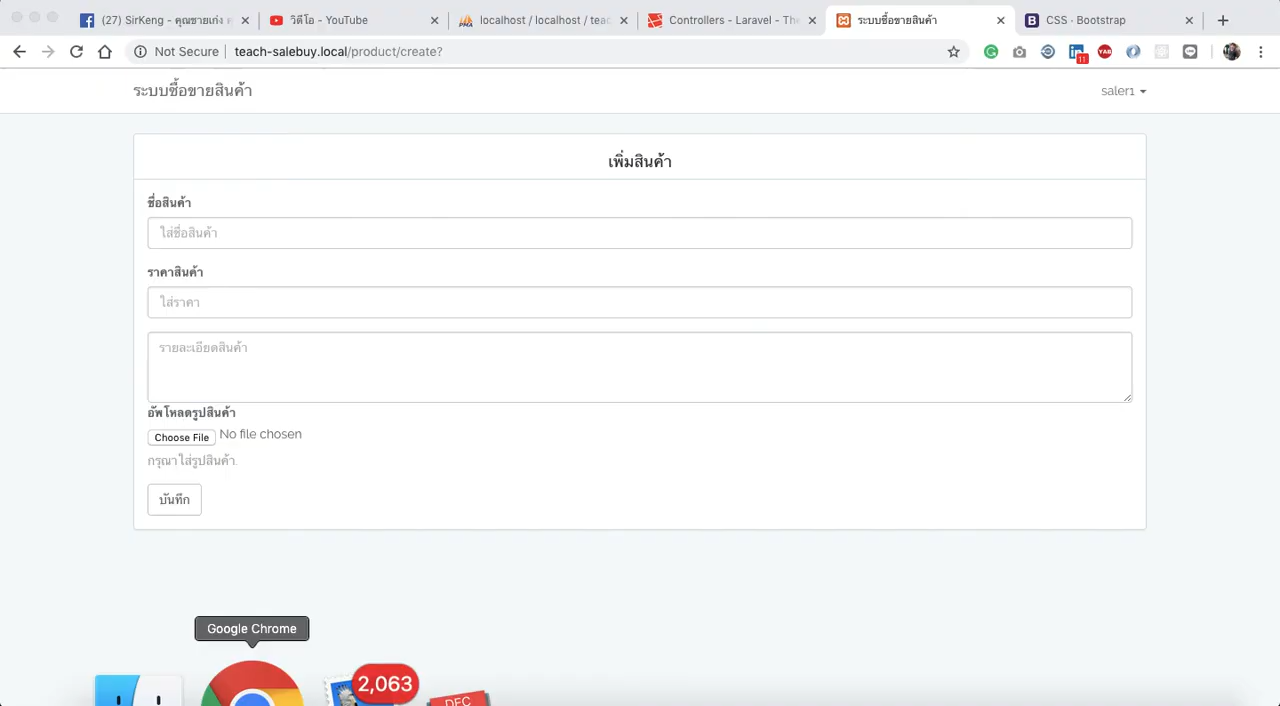 (27) SirKeng - คุณชายเก่ง
วิดีโอ - YouTube
localhost / localhost / teac
Controllers - Laravel - The
ระบบซื้อขายสินค้า
CSS · Bootstrap
Not Secure
teach-salebuy.local/product/create?
11
YAB
ระบบซื้อขายสินค้า
saler1
เพิ่มสินค้า
ชื่อสินค้า
ใส่ชื่อสินค้า
ราคาสินค้า
ใส่ราคา
รายละเอียดสินค้า
อัพโหลดรูปสินค้า
Choose File No file chosen
กรุณาใส่รูปสินค้า.
บันทึก
Google Chrome
2,063
DEC